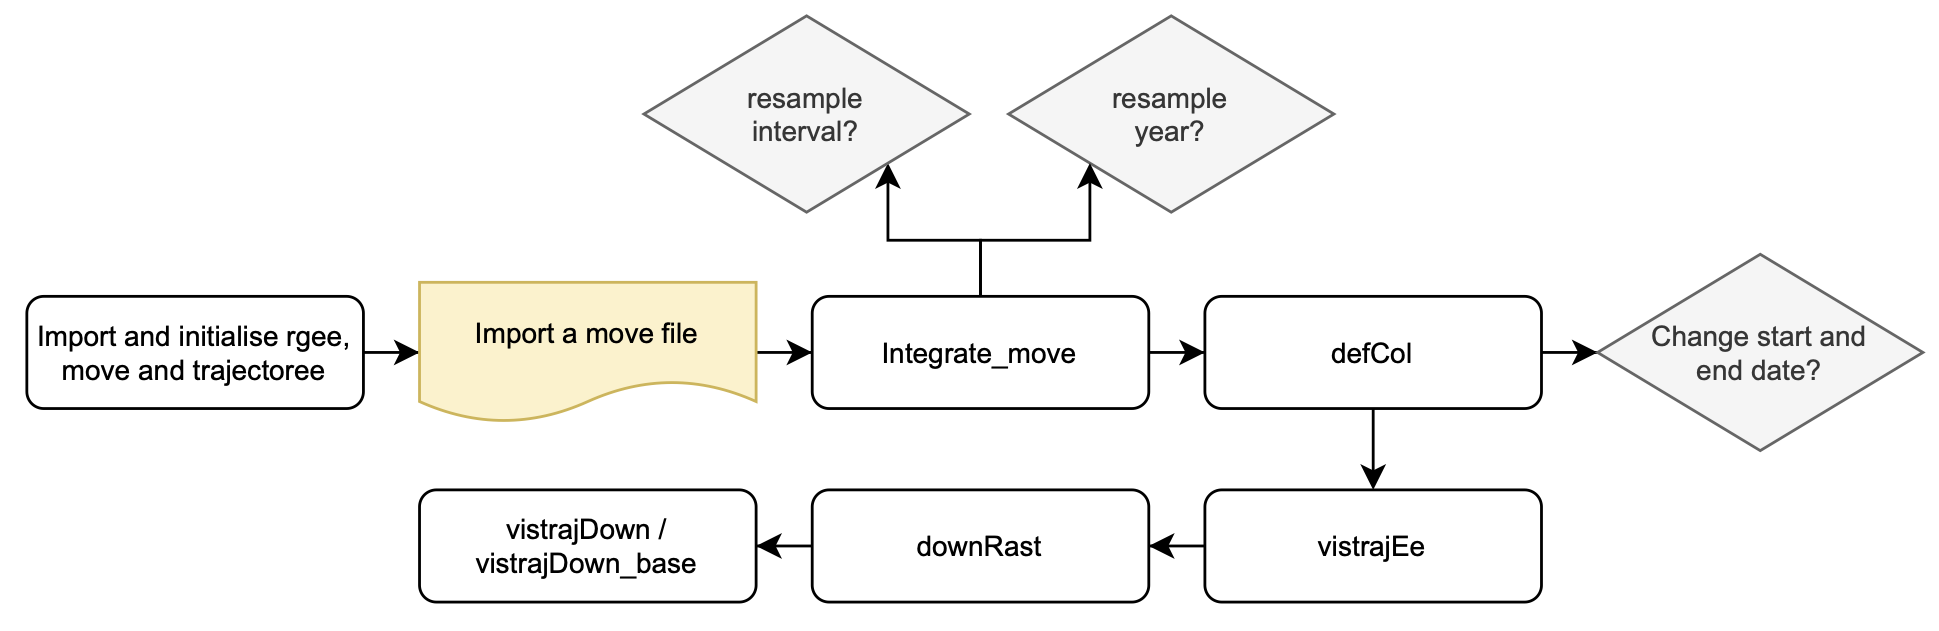 resample
interval?
resample
year?
Import and initialise rgee,
move and trajectoree
Import a move file
Integrate_move
defCol
Change start and
end date?
vistrajDown /
vistrajDown_base
downRast
vistrajEe